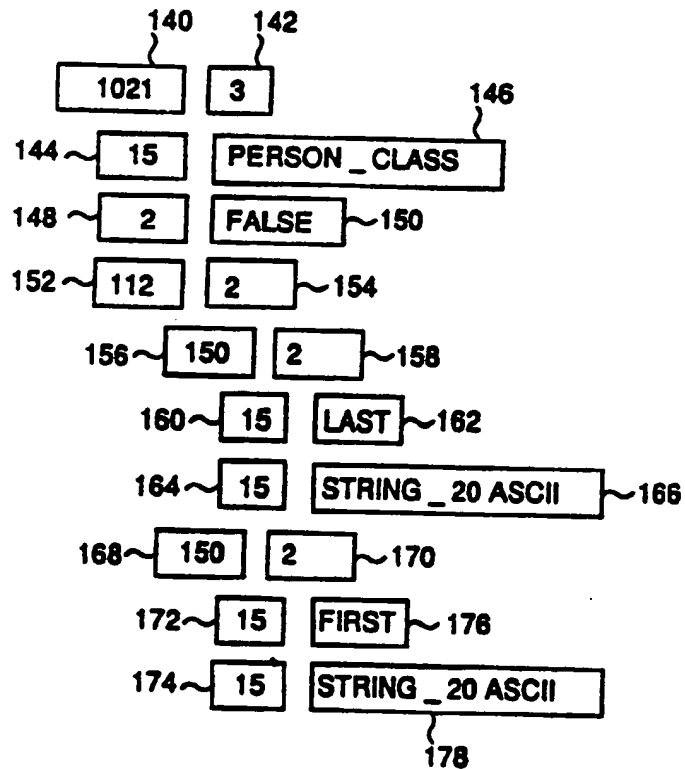 140 142
1021 3
146
144 15 PERSON _ CLASS
148 2 FALSE 150
152 112 2 154
156 150 2 158
160 15 LAST 162
164 15 STRING _ 20 ASCII 166
168 150 2 170
172 15 FIRST 176
174 15 STRING _ 20 ASCII
178